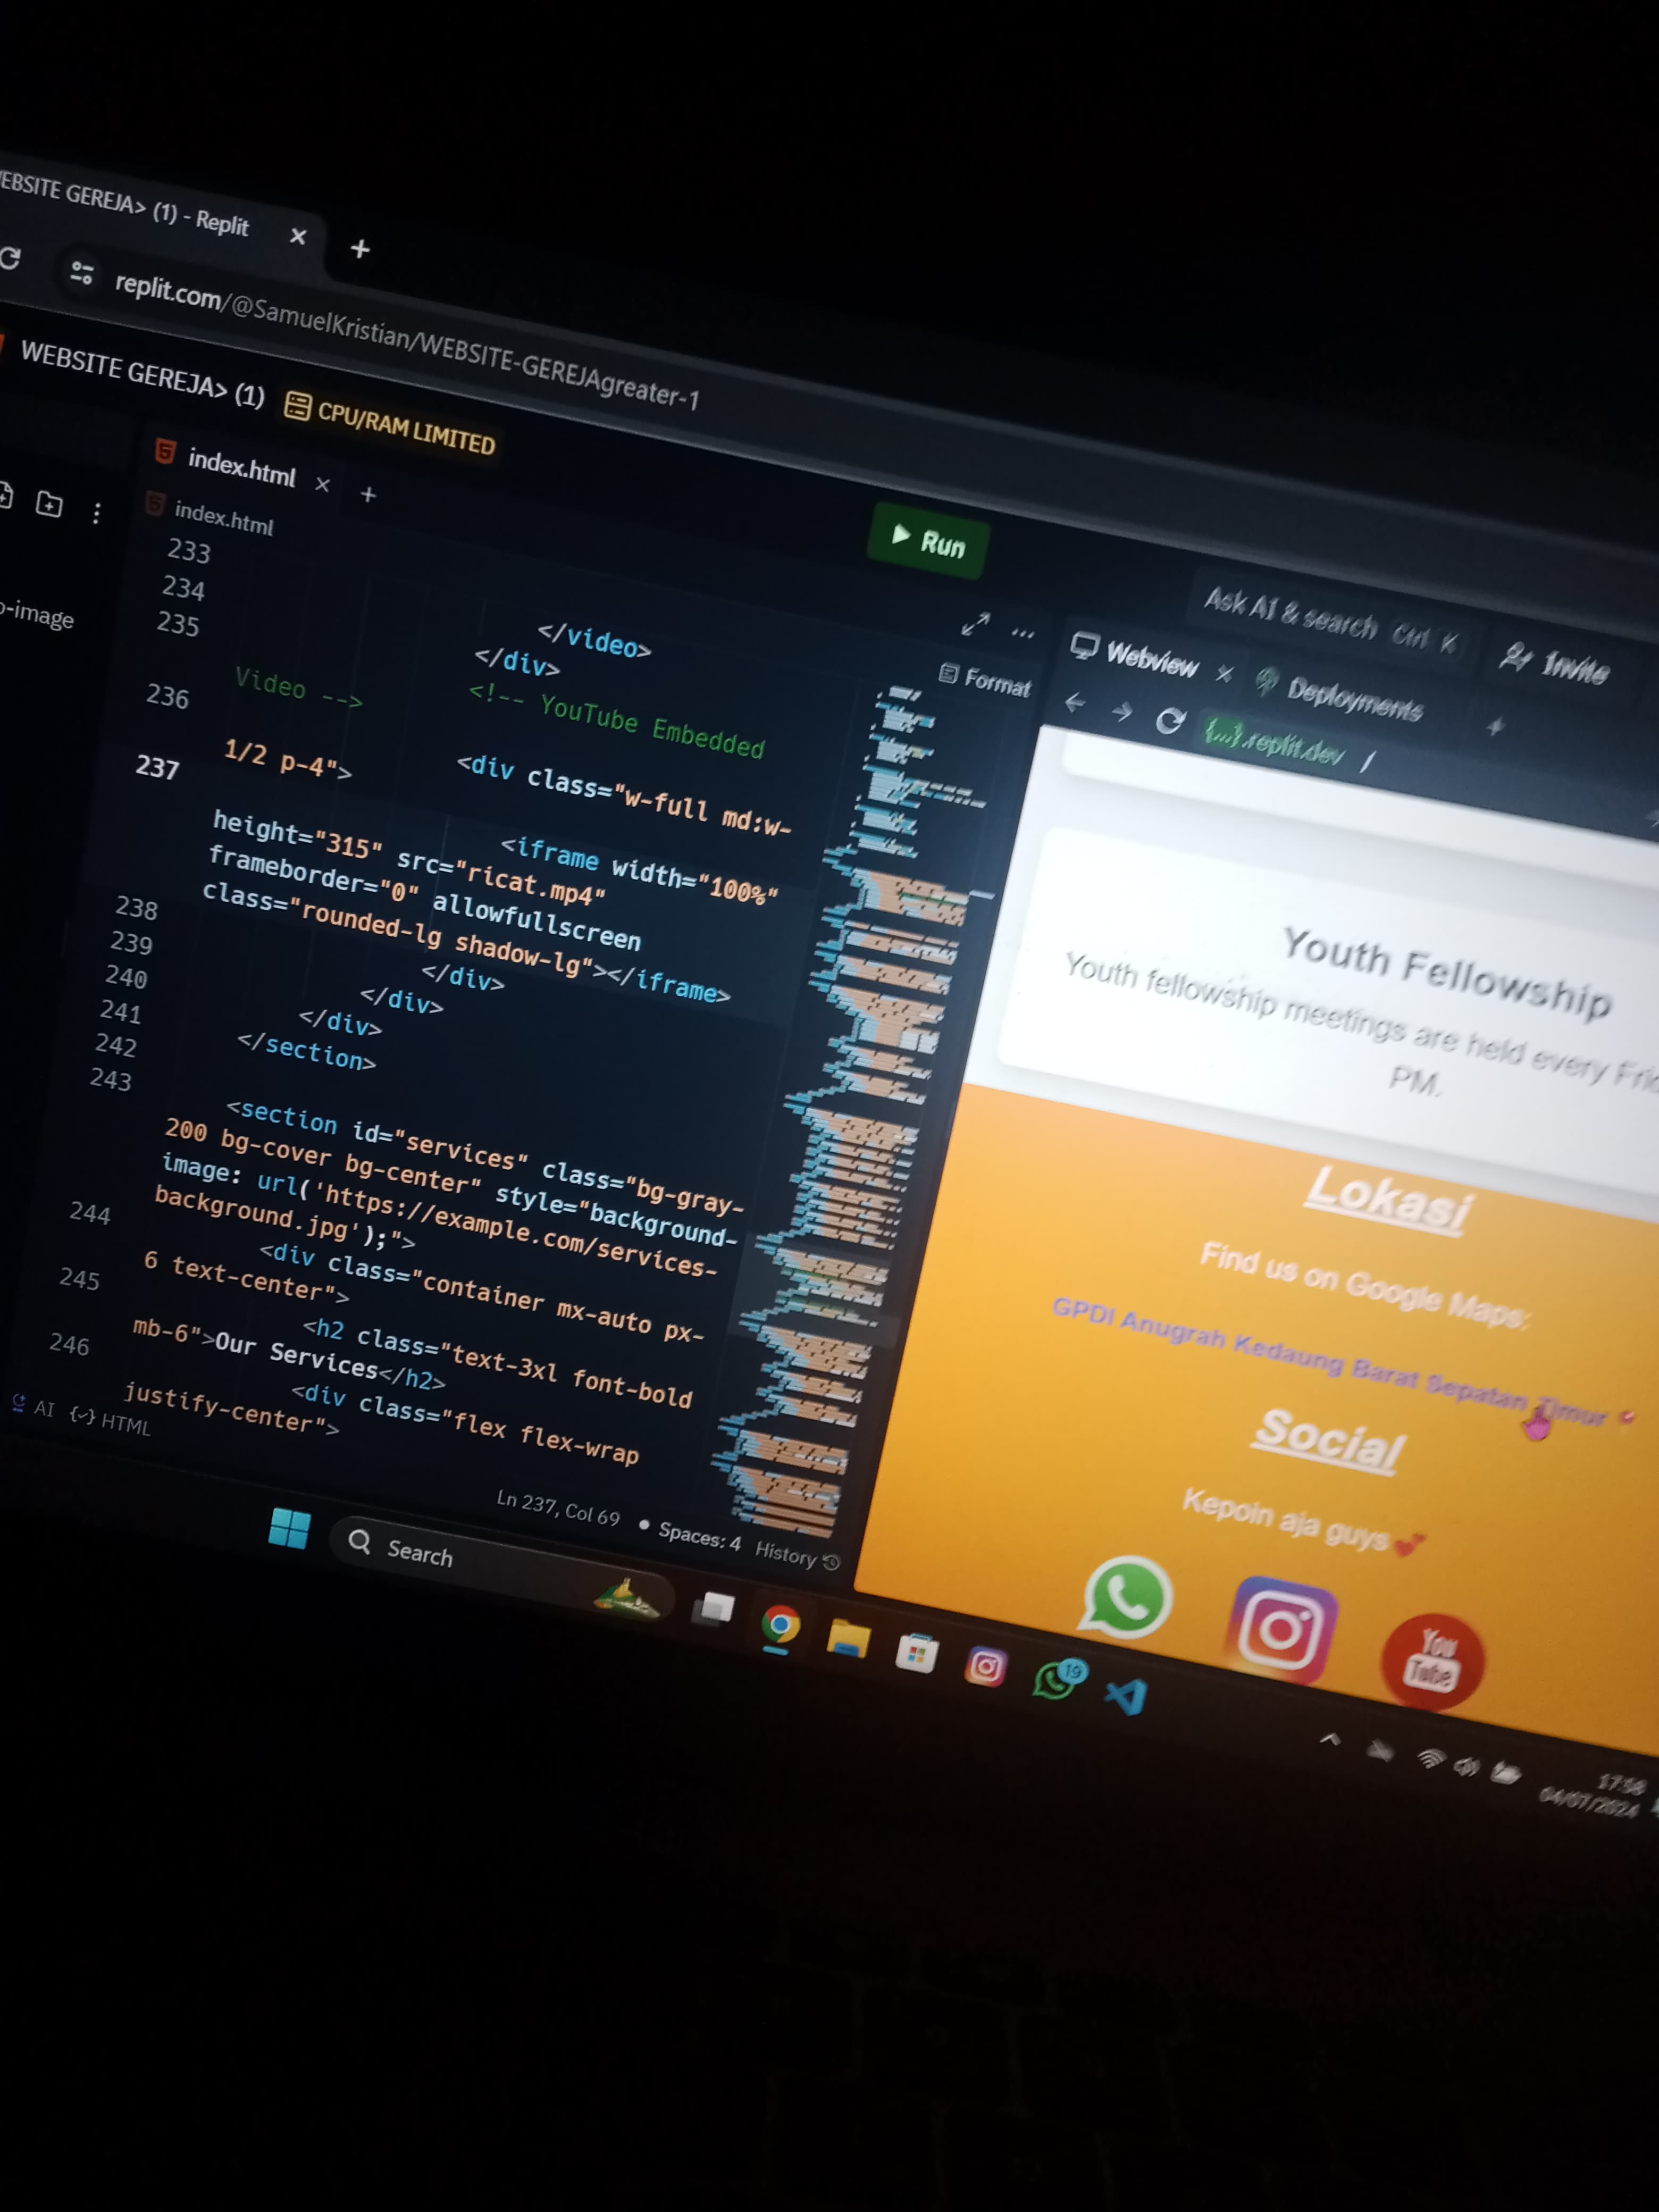 EBSITE GEREJA> (1) - Replit
replit.com/@SamuelKristian/WEBSITE-GEREJAgreater-1
WEBSITE GEREJA> (1) CPU/RAM LIMITED
index.html
Run
Ask AI & search Ctrl K
Invite
index.html
-image
Format
Webview
Deployments
{...}.replit.dev /
233
234 </video>
235 </div>
<!-- YouTube Embedded
Video -->
236 <div class="w-full md:w-
1/2 p-4">
237 <iframe width="100%"
height="315" src="ricat.mp4"
frameborder="0" allowfullscreen
class="rounded-lg shadow-lg"></iframe>
238 </div>
239 </div>
240 </div>
241 </section>
242
243 <section id="services" class="bg-gray-
200 bg-cover bg-center" style="background-
image: url('https://example.com/services-
background.jpg');">
244 <div class="container mx-auto px-
6 text-center">
245 <h2 class="text-3xl font-bold
mb-6">Our Services</h2>
246 <div class="flex flex-wrap
justify-center">
AI {} HTML
Ln 237, Col 69 • Spaces: 4 History
Youth Fellowship
Youth fellowship meetings are held every
PM.
Lokasi
Find us on Google Maps:
GPDI Anugrah Kedaung Barat Sepatan Timur
Social
Kepoin aja guys
You
Tube
Search
19
17:58
04/07/2024